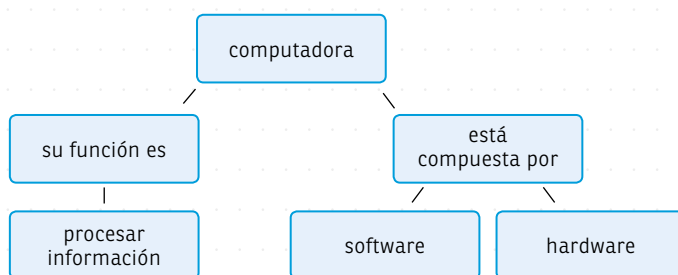 computadora
su función es
está
compuesta por
procesar
información
software
hardware